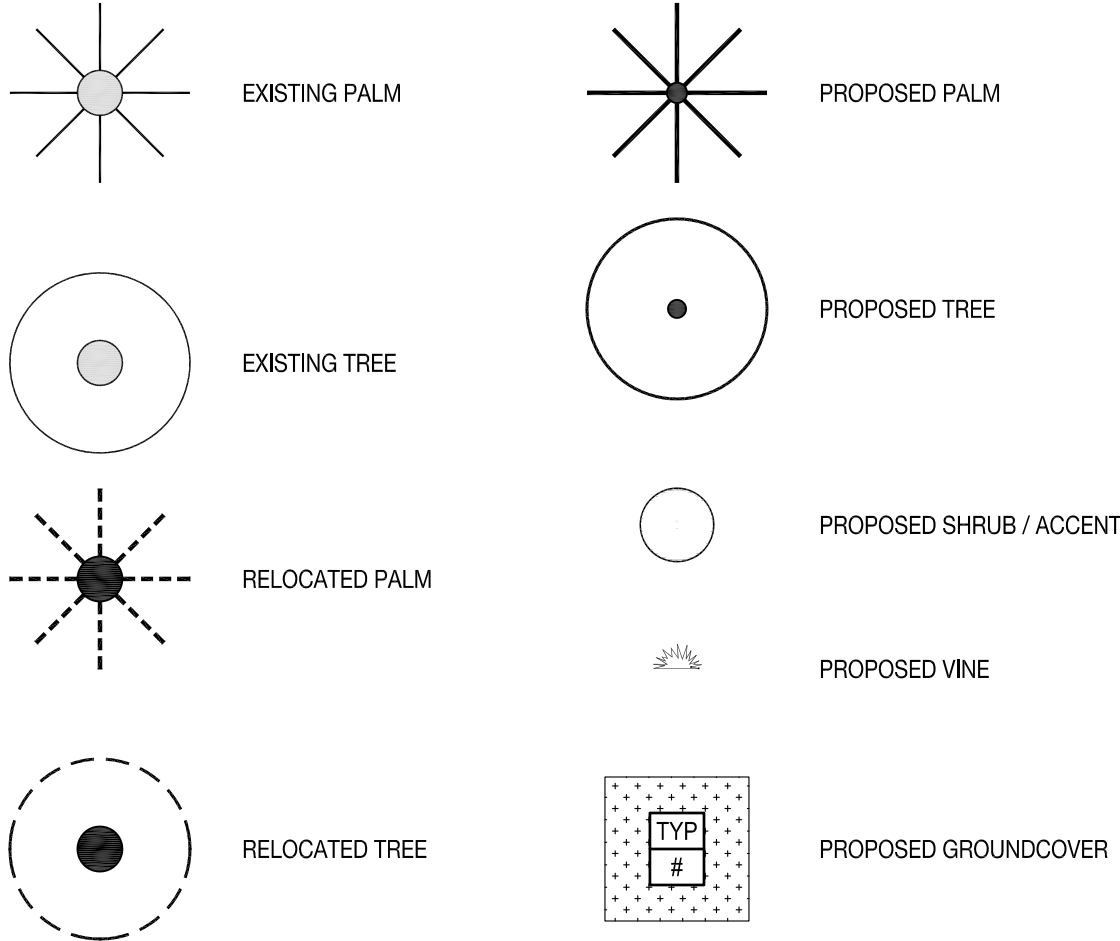 EXISTING PALM
PROPOSED PALM
EXISTING TREE
PROPOSED TREE
RELOCATED PALM
PROPOSED SHRUB / ACCENT
PROPOSED VINE
RELOCATED TREE
TYP
#
PROPOSED GROUNDCOVER